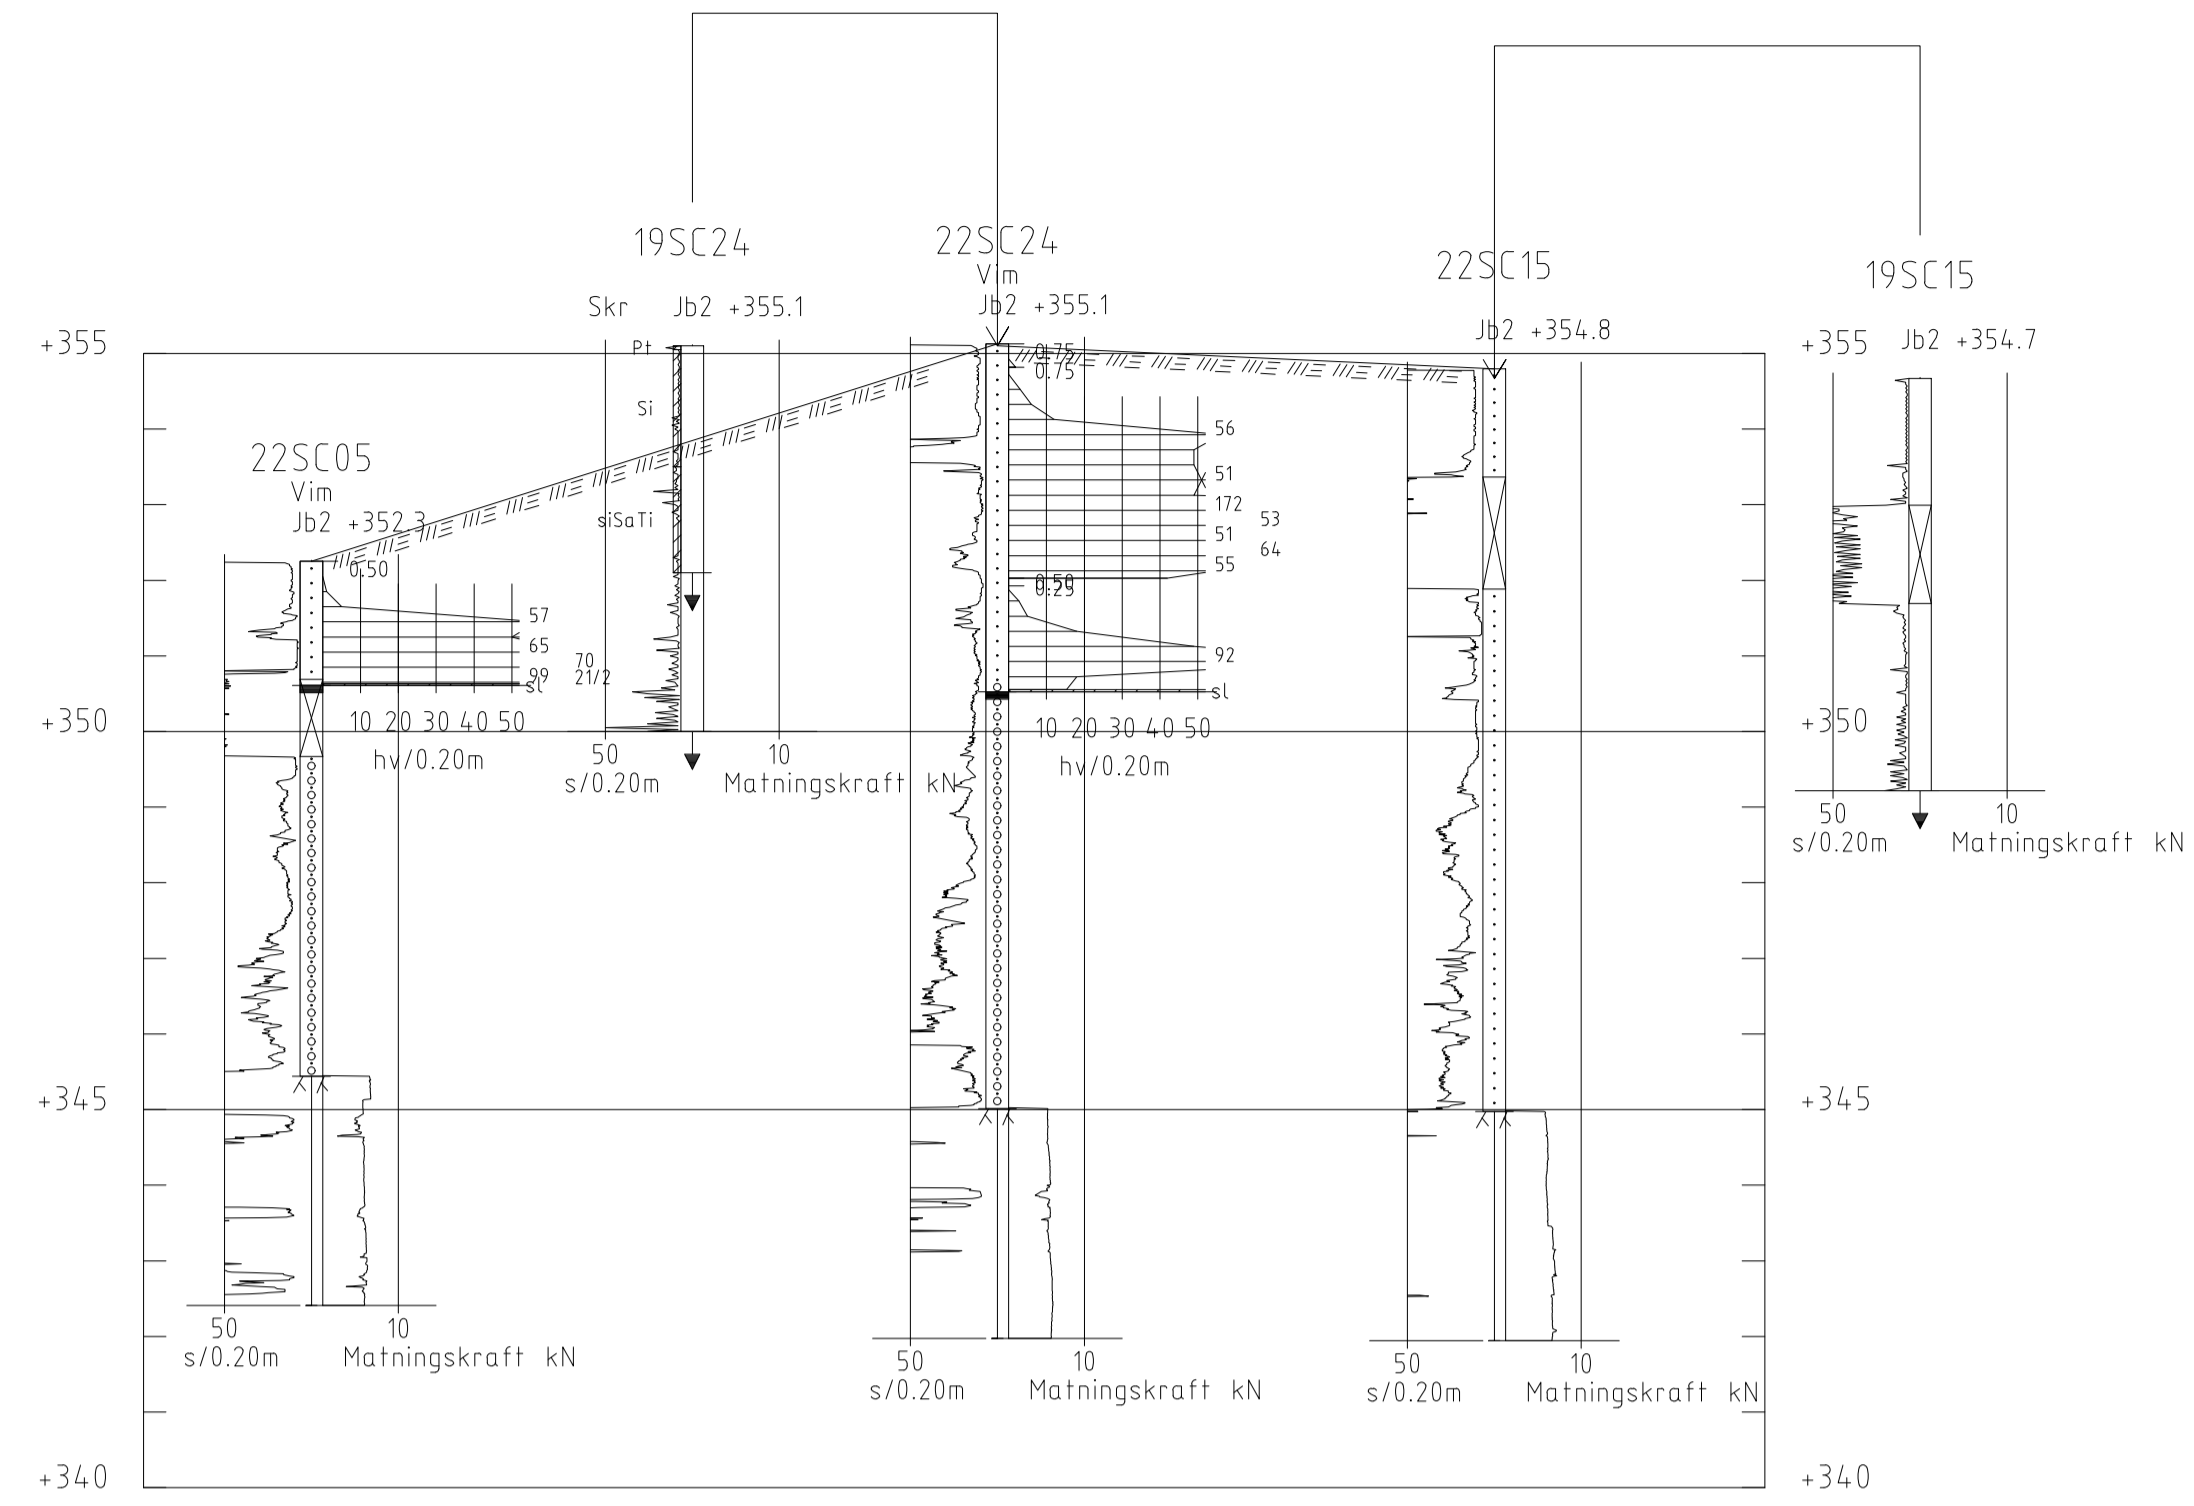 19SC24
22SC24
Vim
22SC15
19SC15
Skr
Jb2 +355.1
Jb2 +355.1
Jb2 +354.8
+355
Pt
0.75
0.75
+355
Jb2 +354.7
Si
56
22SC05
Vim
51
172
Jb2 +352.3
siSaTi
53
51
64
55
0.50
0.50
0.25
57
65
70
99
21/2
sl
92
sl
+350
10 20 30 40 50
hv/0.20m
50
s/0.20m
10
Matningskraft kN
10 20 30 40 50
hv/0.20m
+350
50
s/0.20m
10
Matningskraft kN
+345
+345
50
s/0.20m
10
Matningskraft kN
50
s/0.20m
10
Matningskraft kN
50
s/0.20m
10
Matningskraft kN
+340
+340